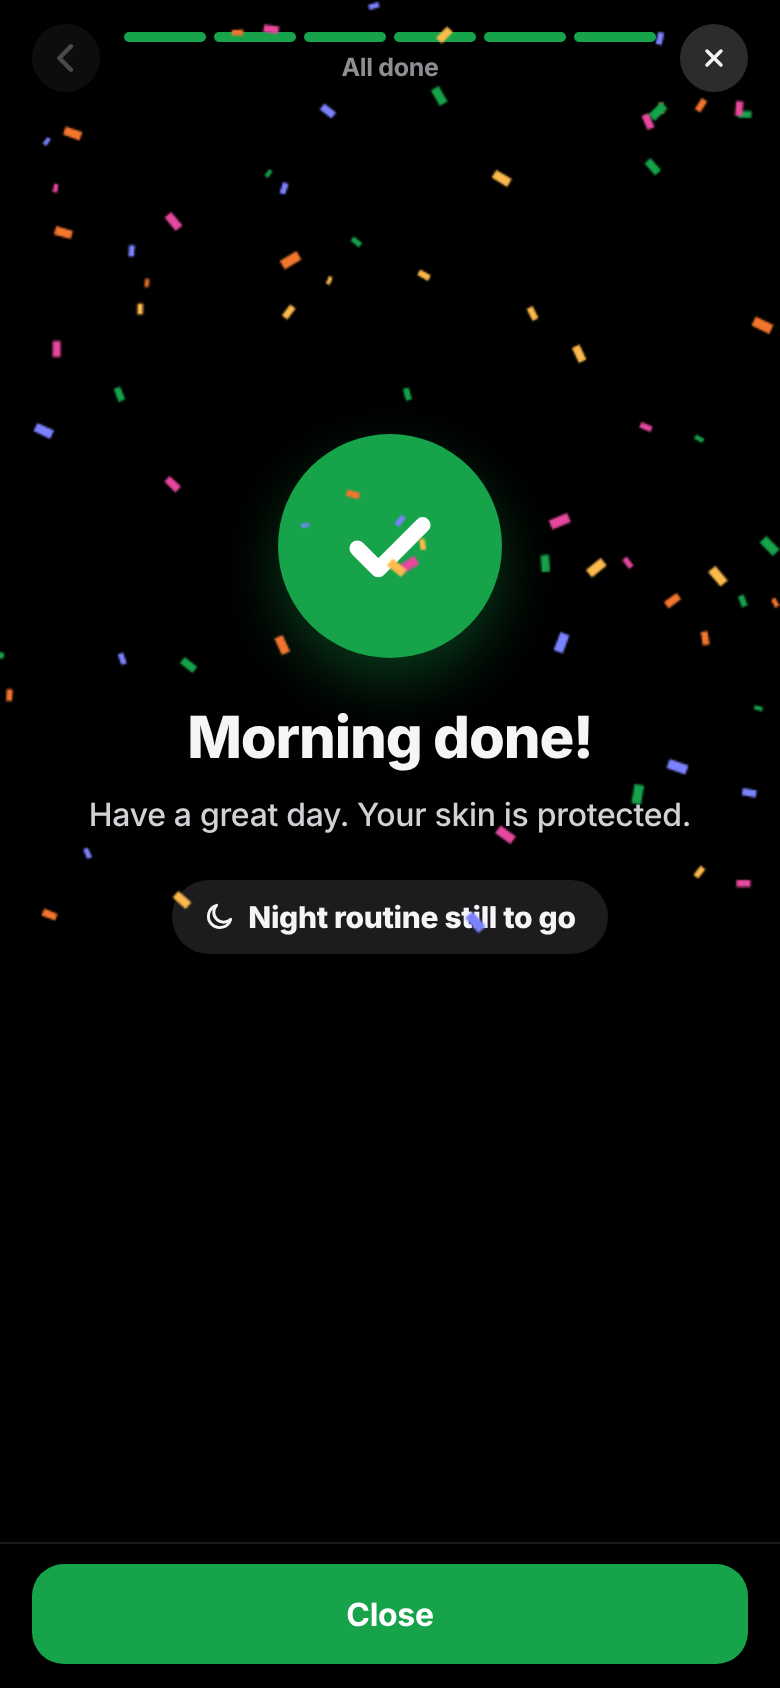 All done
Morning done!
Have a great day. Your skin is protected.
Night routine still to go
Close